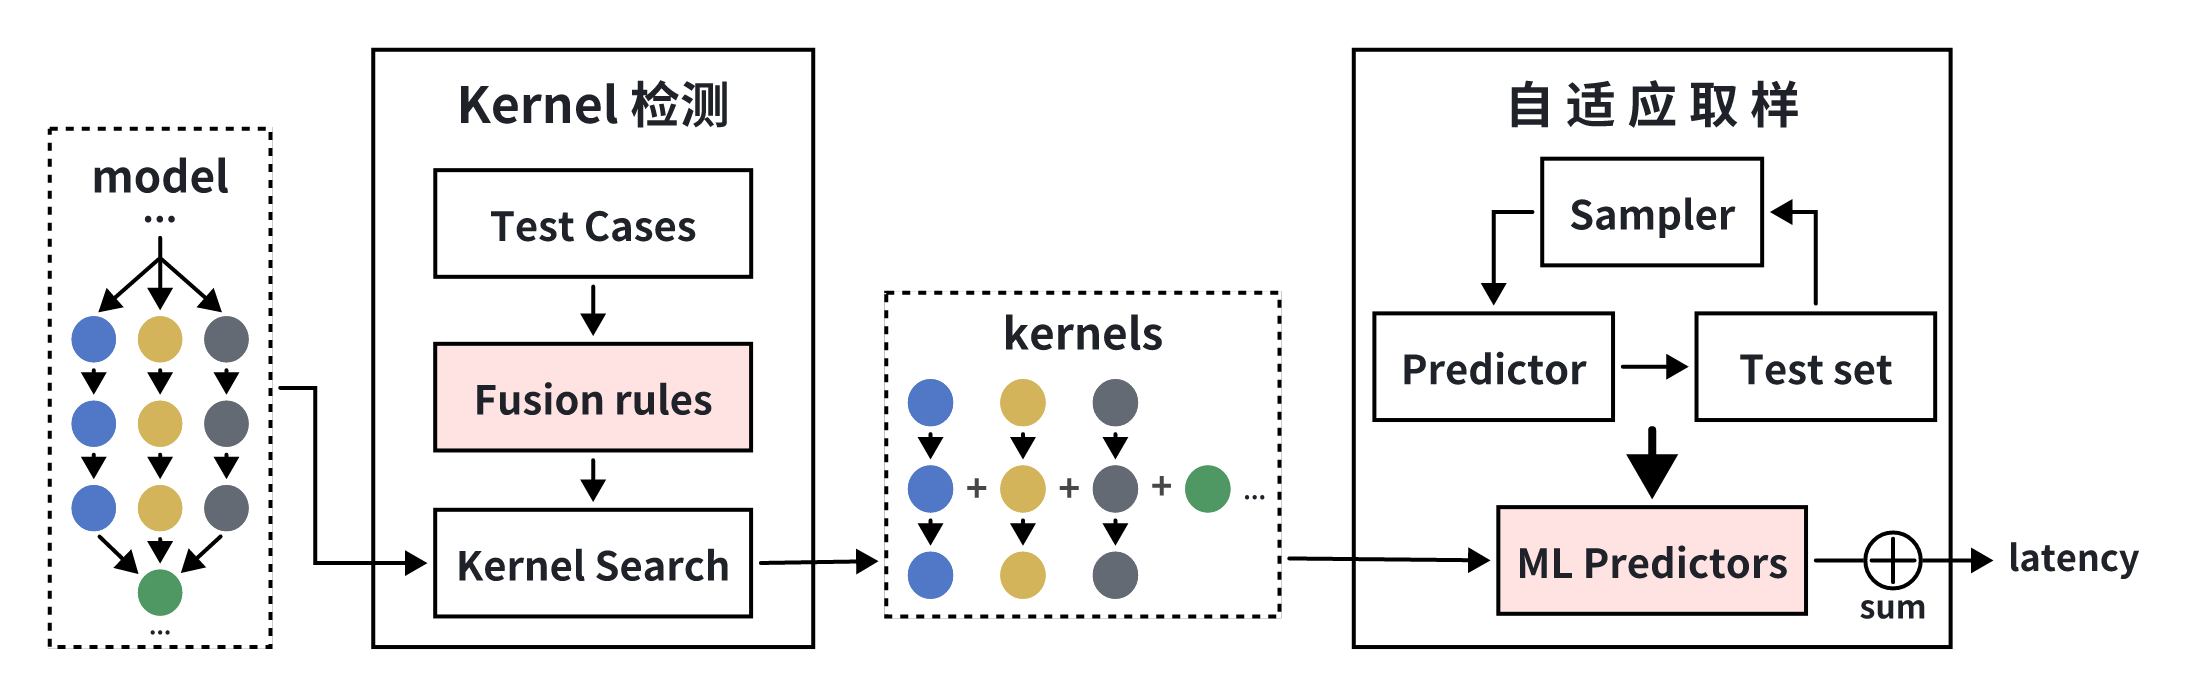 model
...
...
Kernel 检测
Test Cases
Fusion rules
Kernel Search
kernels
+ + + ...
自适应取样
Sampler
Predictor
Test set
ML Predictors
sum
latency